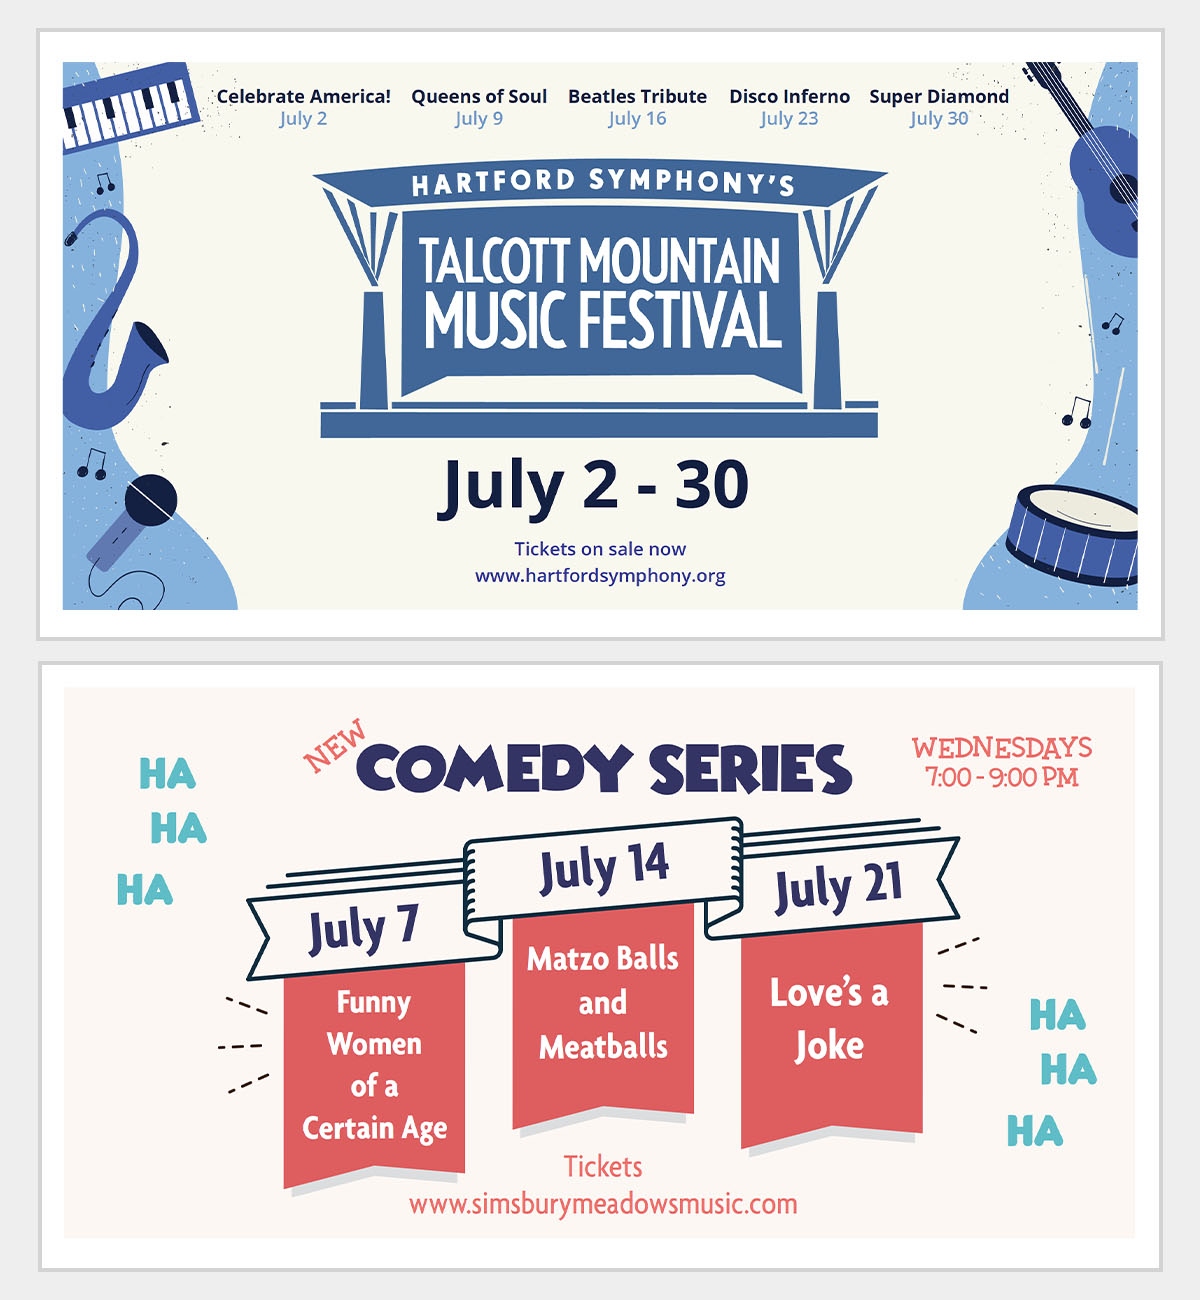 Celebrate America! Queens of Soul Beatles Tribute Disco Inferno Super Diamond
July 2 July 9 July 16 July 23 July 30
HARTFORD SYMPHONY'S
TALCOTT MOUNTAIN
MUSIC FESTIVAL
July 2 - 30
Tickets on sale now
www.hartfordsymphony.org
NEW
COMEDY SERIES
WEDNESDAYS
7:00 - 9:00 PM
HA
HA
HA
July 7
Funny
Women
of a
Certain Age
July 14
Matzo Balls
and
Meatballs
July 21
Love's a
Joke
HA
HA
HA
Tickets
www.simsburymeadowsmusic.com